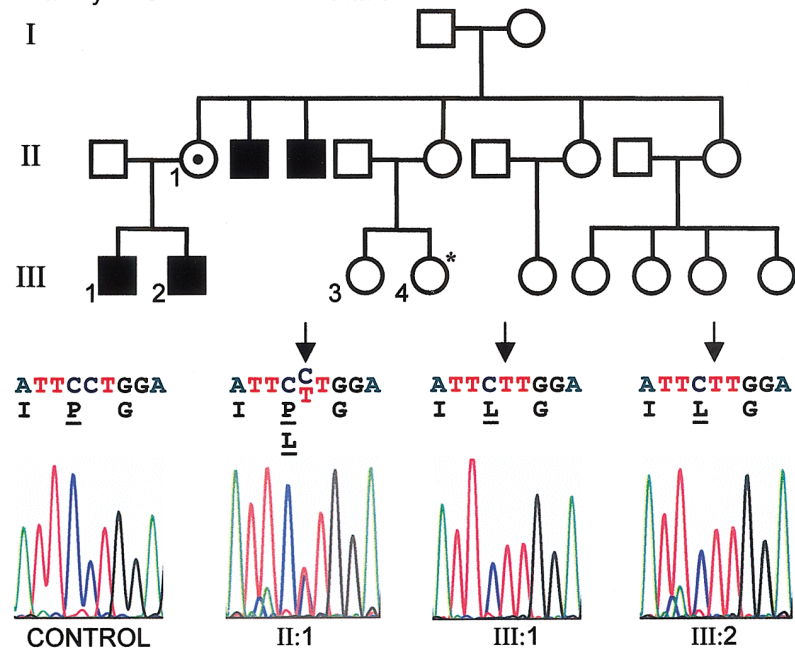 I
II
1
III
1
2
3
4
*
ATTCCTGGA
ATTCCTGGA
T
ATTCTTGGA
ATTCTTGGA
I P G
I P G
L
I L G
I L G
CONTROL
II:1
III:1
III:2